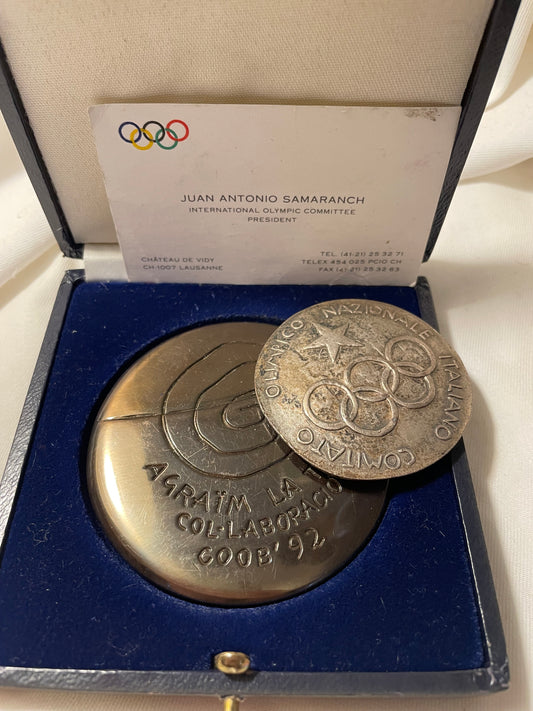 JUAN ANTONIO SAMARANCH
INTERNATIONAL OLYMPIC COMMITTEE
PRESIDENT
CHÂTEAU DE VIDY
CH-1007 LAUSANNE
TEL. (41-21) 25 32 71
TELEX 454 025 PCIO CH
FAX (41-21) 25 32 63
COMITATO OLIMPICO NAZIONALE ITALIANO
AGRAÏM LA
COL·LABORACIÓ
COOB'92